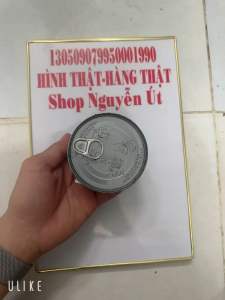 130509079950001990
HÌNH THẬT-HÀNG THẬT
Shop Nguyễn Út
ULIKE